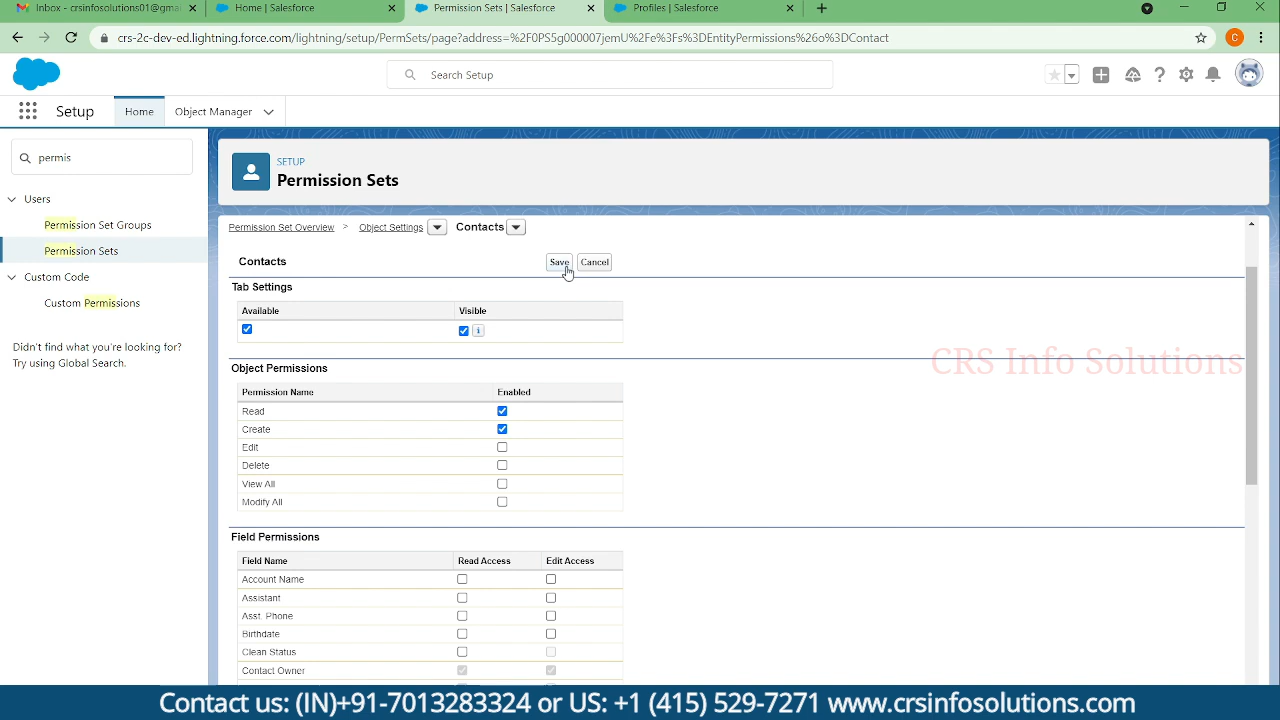 Inbox - crsinfosolutions01@gmai
Home | Salesforce
Permission Sets | Salesforce
Profiles | Salesforce
crs-2c-dev-ed.lightning.force.com/lightning/setup/PermSets/page?address=%2F0PS5g000007jemU%2Fe%3Fs%3DEntityPermissions%26o%3DContact
C
Search Setup
Setup
Home
Object Manager
permis
SETUP
Permission Sets
Users
Permission Set Groups
Permission Sets
Custom Code
Custom Permissions
Didn't find what you're looking for?
Try using Global Search.
Permission Set Overview > Object Settings Contacts
Contacts
Save Cancel
Tab Settings
Available Visible
i
Object Permissions
Permission Name Enabled
Read
Create
Edit
Delete
View All
Modify All
CRS Info Solutions
Field Permissions
Field Name Read Access Edit Access
Account Name
Assistant
Asst. Phone
Birthdate
Clean Status
Contact Owner
Contact us: (IN)+91-7013283324 or US: +1 (415) 529-7271 www.crsinfosolutions.com